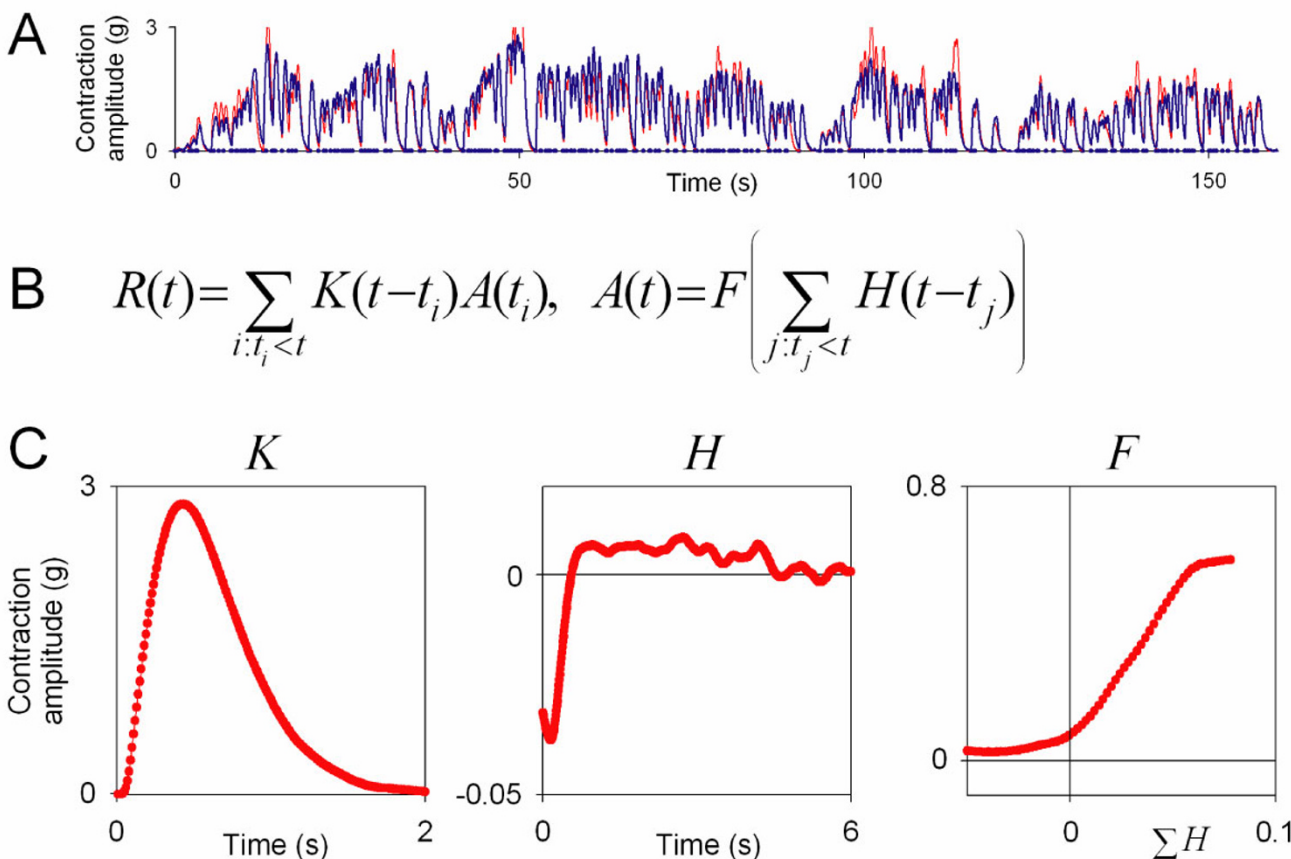 A
Contraction amplitude (g)
3
0
0
50
100
150
Time (s)
B
R(t)=∑_{i:t_i<t} K(t−t_i)A(t_i), A(t)=F(∑_{j:t_j<t} H(t−t_j))
C
K
H
F
Contraction amplitude (g)
3
0
0
2
Time (s)
0
-0.05
0
6
Time (s)
0.8
0
0
0.1
∑H